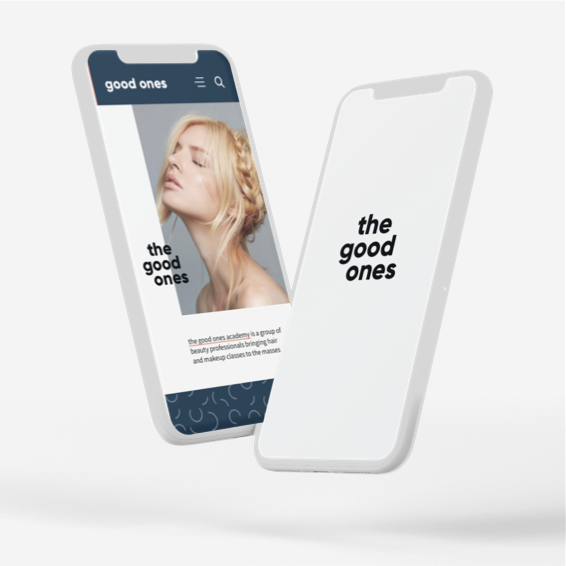 good ones
the
good
ones
the good ones academy is a group of
beauty professionals bringing hair
and makeup classes to the masses
the
good
ones